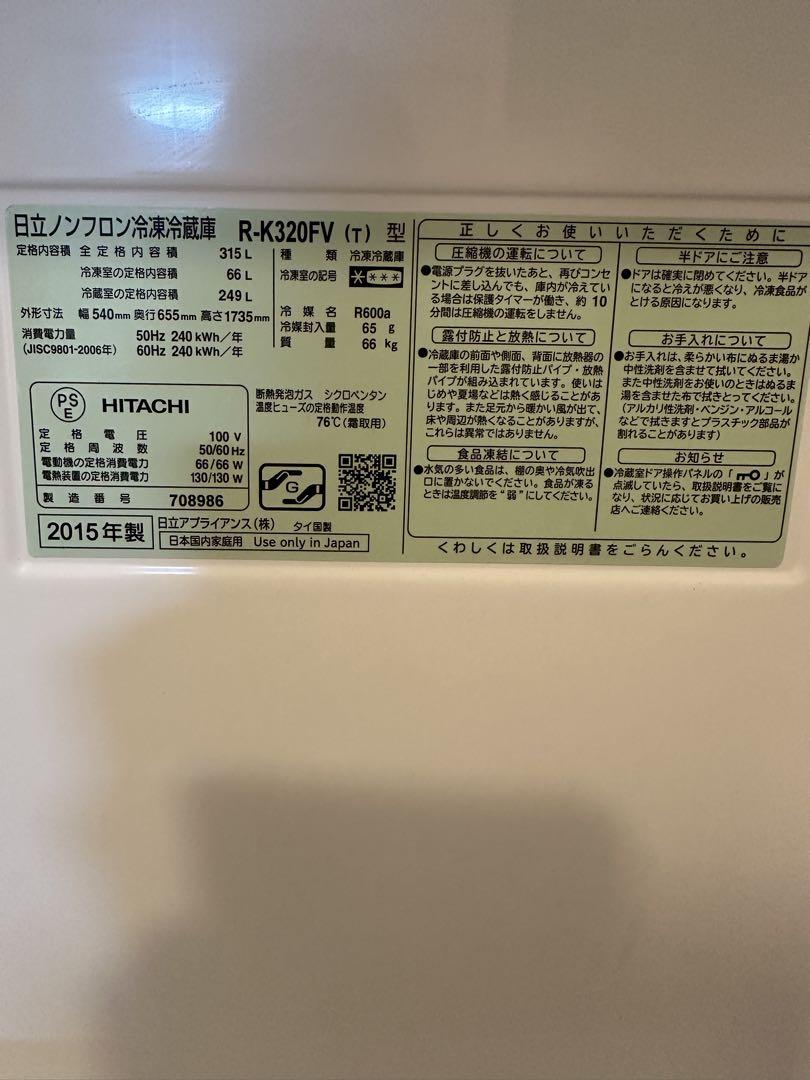 日立ノンフロン冷凍冷蔵庫 R-K320FV (T) 型
定格内容積 全定格内容積 315 L
冷凍室の定格内容積 66 L
冷蔵室の定格内容積 249 L
外形寸法 幅540mm奥行655mm高さ1735mm
消費電力量 50Hz 240 kWh/年
(JISC9801-2006年) 60Hz 240 kWh/年
種類 冷凍冷蔵庫
冷凍室の記号 ****
冷媒名 R600a
冷媒封入量 65 g
質量 66 kg
PS
E
HITACHI
定格電圧 100 V
定格周波数 50/60 Hz
電動機の定格消費電力 66/66 W
電熱装置の定格消費電力 130/130 W
製造番号 708986
断熱発泡ガス シクロペンタン
温度ヒューズの定格動作温度
76℃(霜取用)
G
2015年製
日立アプライアンス(株) タイ国製
日本国内家庭用 Use only in Japan
正しくお使いいただくために
圧縮機の運転について
●電源プラグを抜いたあと、再びコンセ
ントに差し込んでも、庫内が冷えてい
る場合は保護タイマーが働き、約10
分間は圧縮機の運転をしません。
露付防止と放熱について
●冷蔵庫の前面や側面、背面に放熱器の
一部を利用した露付防止パイプ・放熱
パイプが組み込まれています。使いは
じめや夏場などは熱く感じることがあり
ます。また足元から暖かい風が出て、
床や周辺が熱くなることがありますが、
これらは異常ではありません。
食品凍結について
●水気の多い食品は、棚の奥や冷気吹出
口に置かないでください。食品が凍る
ときは温度調節を“弱”にしてください。
半ドアにご注意
●ドアは確実に閉めてください。半ドア
になると冷えが悪くなり、冷凍食品が
とける原因になります。
お手入れについて
●お手入れは、柔らかい布にぬるま湯か
中性洗剤を含ませて拭いてください。
また中性洗剤をお使いのときはぬるま
湯を含ませた布で拭きとってください。
(アルカリ性洗剤・ベンジン・アルコール
などで拭きますとプラスチック部品が
割れることがあります)
お知らせ
●冷蔵室ドア操作パネルの「」が
点滅していたら、取扱説明書をご覧に
なり、状況に応じてお買い上げの販売
店へご連絡ください。
くわしくは取扱説明書をごらんください。